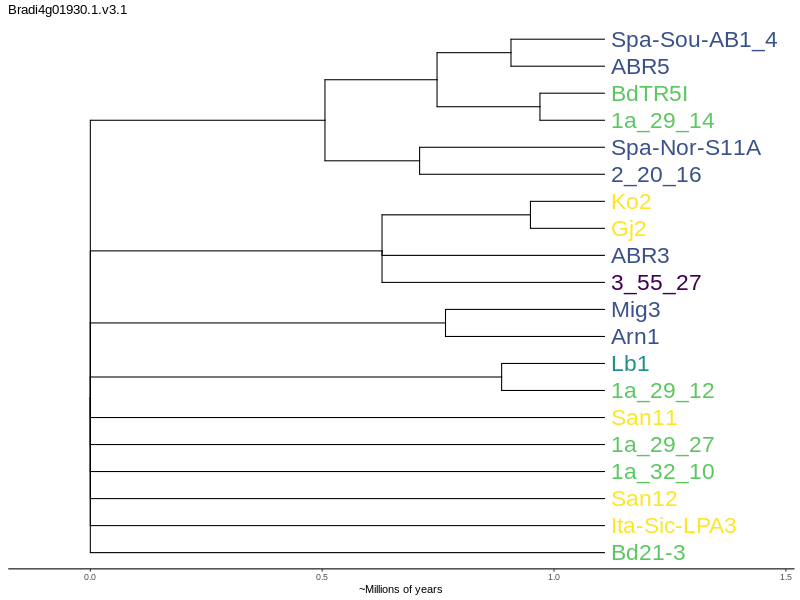 Bradi4g01930.1.v3.1
Spa-Sou-AB1_4
ABR5
BdTR5I
1a_29_14
Spa-Nor-S11A
2_20_16
Ko2
Gj2
ABR3
3_55_27
Mig3
Arn1
Lb1
1a_29_12
San11
1a_29_27
1a_32_10
San12
Ita-Sic-LPA3
Bd21-3
0.0 0.5 1.0 1.5
~Millions of years